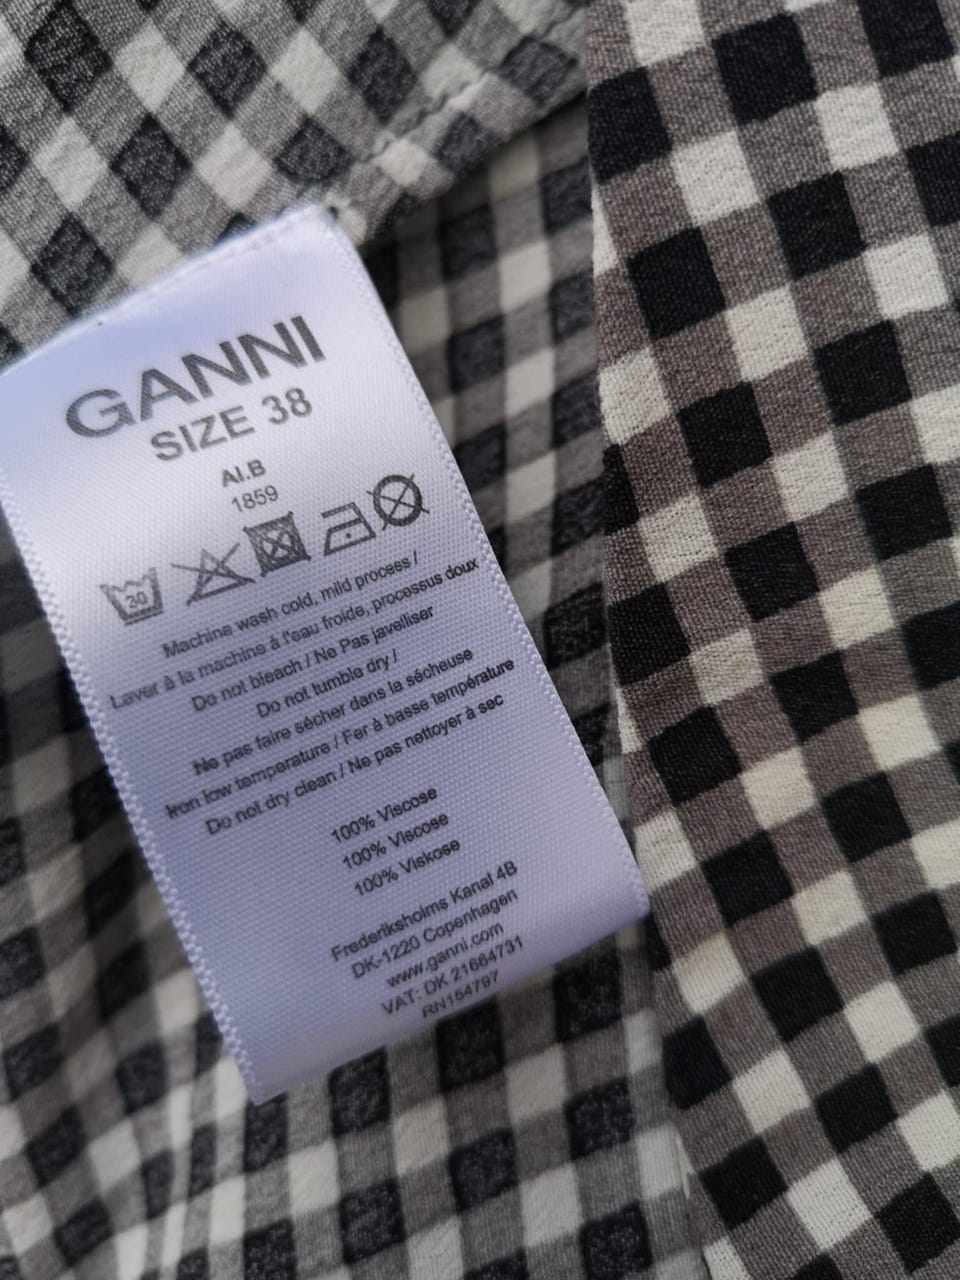 GANNI
SIZE 38
AI.B
1859
30
Machine wash cold, mild process /
Laver à la machine à l'eau froide, processus doux
Do not bleach / Ne Pas javelliser
Do not tumble dry /
Ne pas faire sécher dans la sécheuse
Iron low temperature / Fer à basse température
Do not dry clean / Ne pas nettoyer à sec
100% Viscose
100% Viscose
100% Viskose
Frederiksholms Kanal 4B
DK-1220 Copenhagen
www.ganni.com
VAT: DK 21664731
RN154797